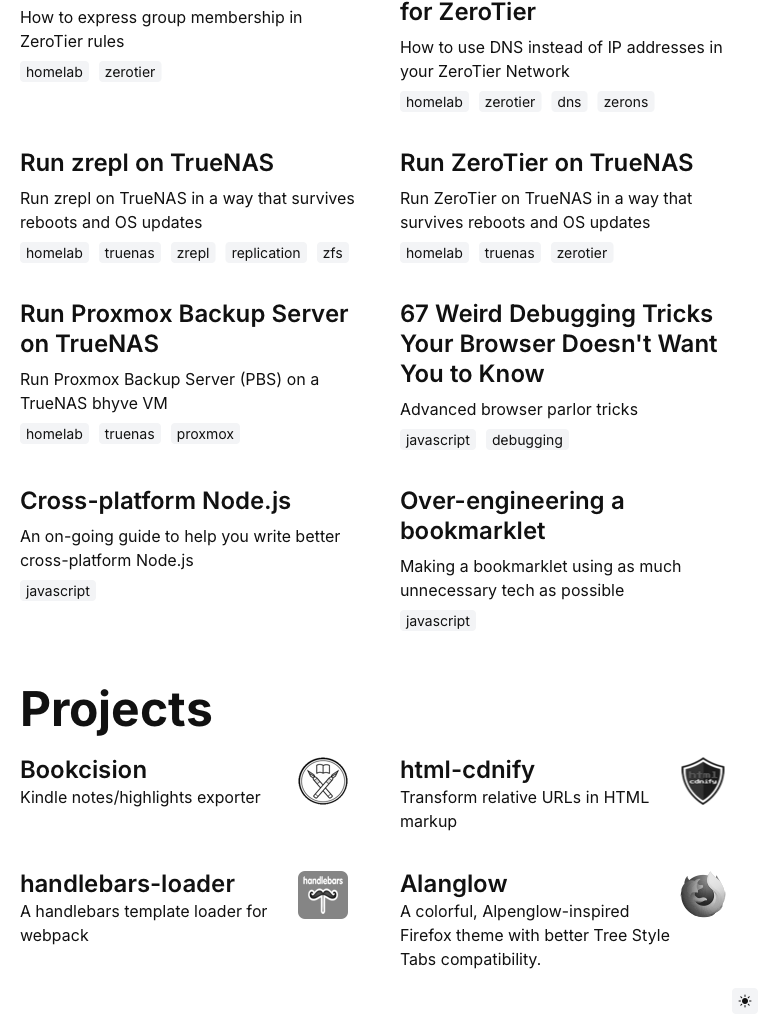 How to express group membership in
ZeroTier rules
homelab zerotier
for ZeroTier
How to use DNS instead of IP addresses in
your ZeroTier Network
homelab zerotier dns zerons
Run zrepl on TrueNAS
Run zrepl on TrueNAS in a way that survives
reboots and OS updates
homelab truenas zrepl replication zfs
Run ZeroTier on TrueNAS
Run ZeroTier on TrueNAS in a way that
survives reboots and OS updates
homelab truenas zerotier
Run Proxmox Backup Server
on TrueNAS
Run Proxmox Backup Server (PBS) on a
TrueNAS bhyve VM
homelab truenas proxmox
67 Weird Debugging Tricks
Your Browser Doesn't Want
You to Know
Advanced browser parlor tricks
javascript debugging
Cross-platform Node.js
An on-going guide to help you write better
cross-platform Node.js
javascript
Over-engineering a
bookmarklet
Making a bookmarklet using as much
unnecessary tech as possible
javascript
Projects
Bookcision
Kindle notes/highlights exporter
html-cdnify
Transform relative URLs in HTML
markup
html
cdnify
handlebars-loader
A handlebars template loader for
webpack
handlebars
Alanglow
A colorful, Alpenglow-inspired
Firefox theme with better Tree Style
Tabs compatibility.